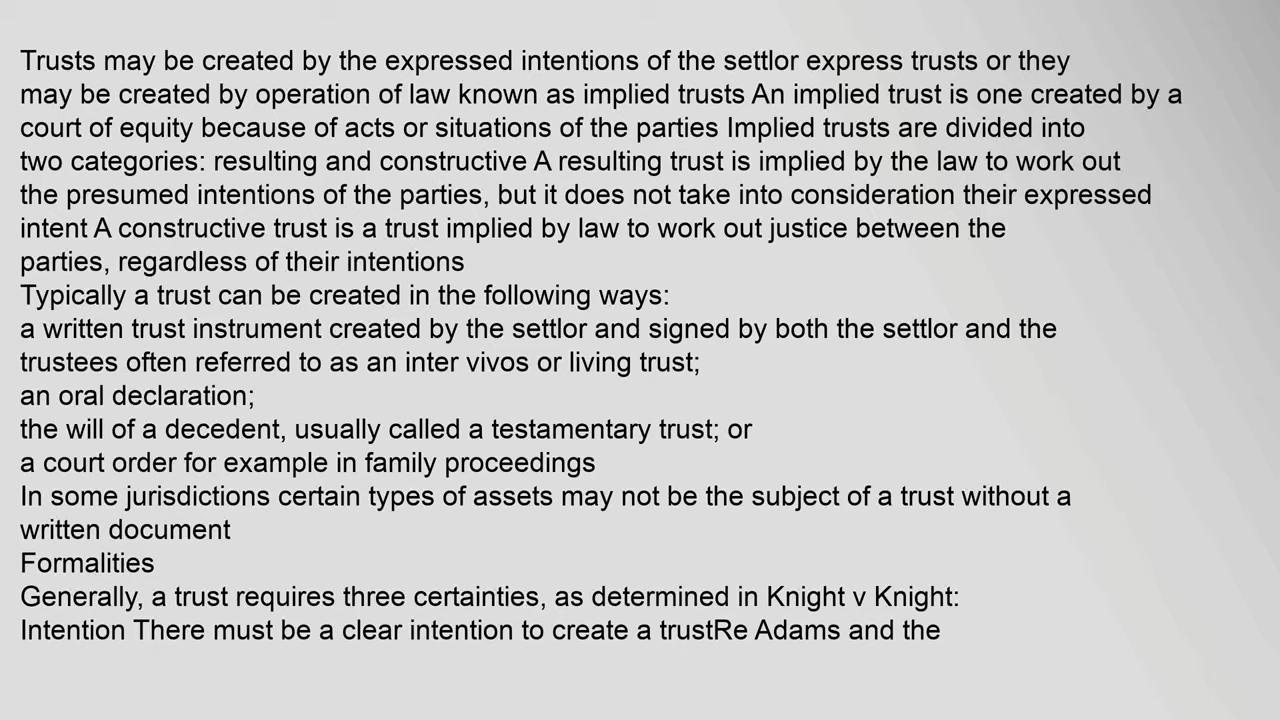 Trusts may be created by the expressed intentions of the settlor express trusts or they
may be created by operation of law known as implied trusts An implied trust is one created by a
court of equity because of acts or situations of the parties Implied trusts are divided into
two categories: resulting and constructive A resulting trust is implied by the law to work out
the presumed intentions of the parties, but it does not take into consideration their expressed
intent A constructive trust is a trust implied by law to work out justice between the
parties, regardless of their intentions
Typically a trust can be created in the following ways:
a written trust instrument created by the settlor and signed by both the settlor and the
trustees often referred to as an inter vivos or living trust;
an oral declaration;
the will of a decedent, usually called a testamentary trust; or
a court order for example in family proceedings
In some jurisdictions certain types of assets may not be the subject of a trust without a
written document
Formalities
Generally, a trust requires three certainties, as determined in Knight v Knight:
Intention There must be a clear intention to create a trustRe Adams and the